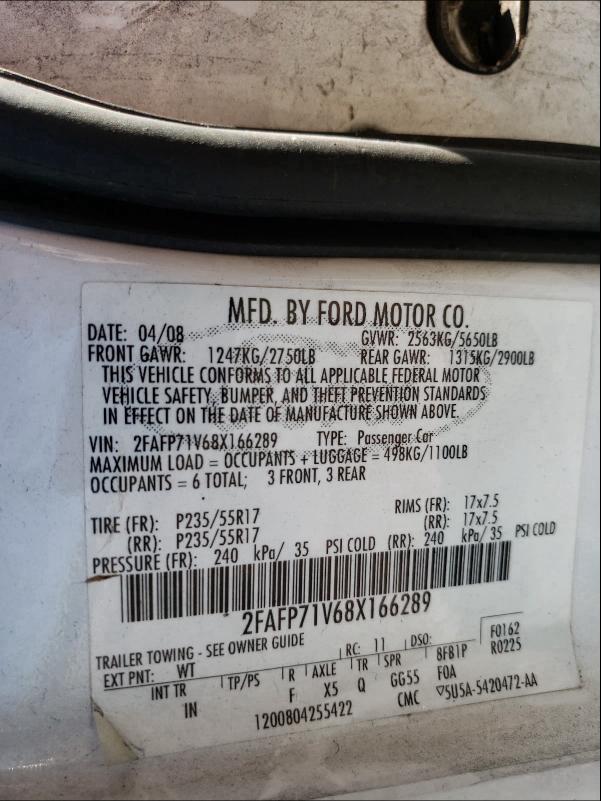 MFD. BY FORD MOTOR CO.
DATE: 04/08 GVWR: 2563KG/5650LB
FRONT GAWR: 1247KG/2750LB REAR GAWR: 1315KG/2900LB
THIS VEHICLE CONFORMS TO ALL APPLICABLE FEDERAL MOTOR
VEHICLE SAFETY, BUMPER, AND THEFT PREVENTION STANDARDS
IN EFFECT ON THE DATE OF MANUFACTURE SHOWN ABOVE.
VIN: 2FAFP71V68X166289 TYPE: Passenger Car
MAXIMUM LOAD = OCCUPANTS + LUGGAGE = 498KG/1100LB
OCCUPANTS = 6 TOTAL; 3 FRONT, 3 REAR
TIRE (FR): P235/55R17 RIMS (FR): 17x7.5
(RR): P235/55R17 (RR): 17x7.5
PRESSURE (FR): 240 kPa/ 35 PSI COLD (RR): 240 kPa/ 35 PSI COLD
2FAFP71V68X166289
TRAILER TOWING - SEE OWNER GUIDE F0162
EXT PNT: WT RC: 11 DSO: 8FB1P R0225
INT TR TP/PS R AXLE TR SPR
IN F X5 Q GG55 F0A
1200804255422 CMC ▽5U5A-5420472-AA